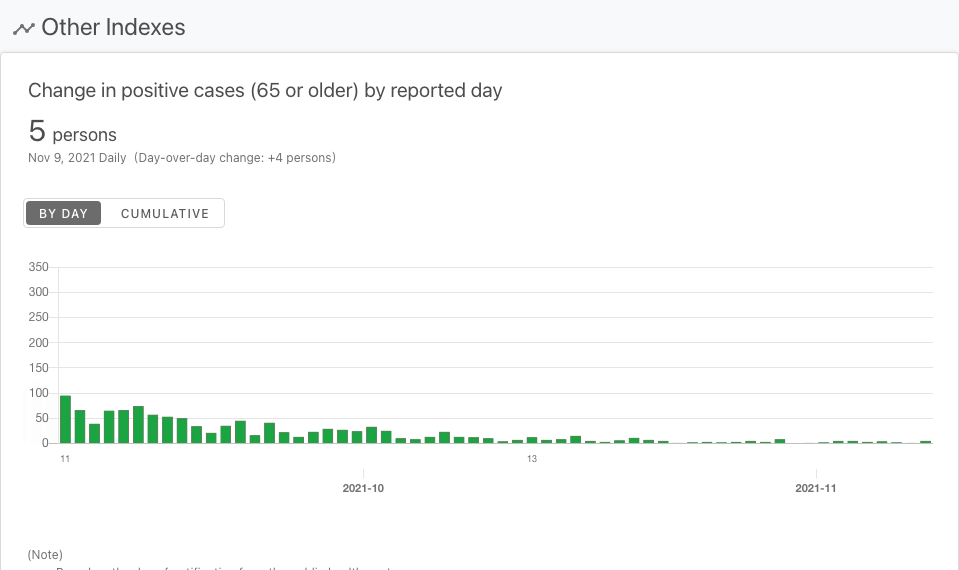 Other Indexes
Change in positive cases (65 or older) by reported day
5 persons
Nov 9, 2021 Daily (Day-over-day change: +4 persons)
BY DAY CUMULATIVE
350
300
250
200
150
100
50
0
11 13
2021-10 2021-11
(Note)